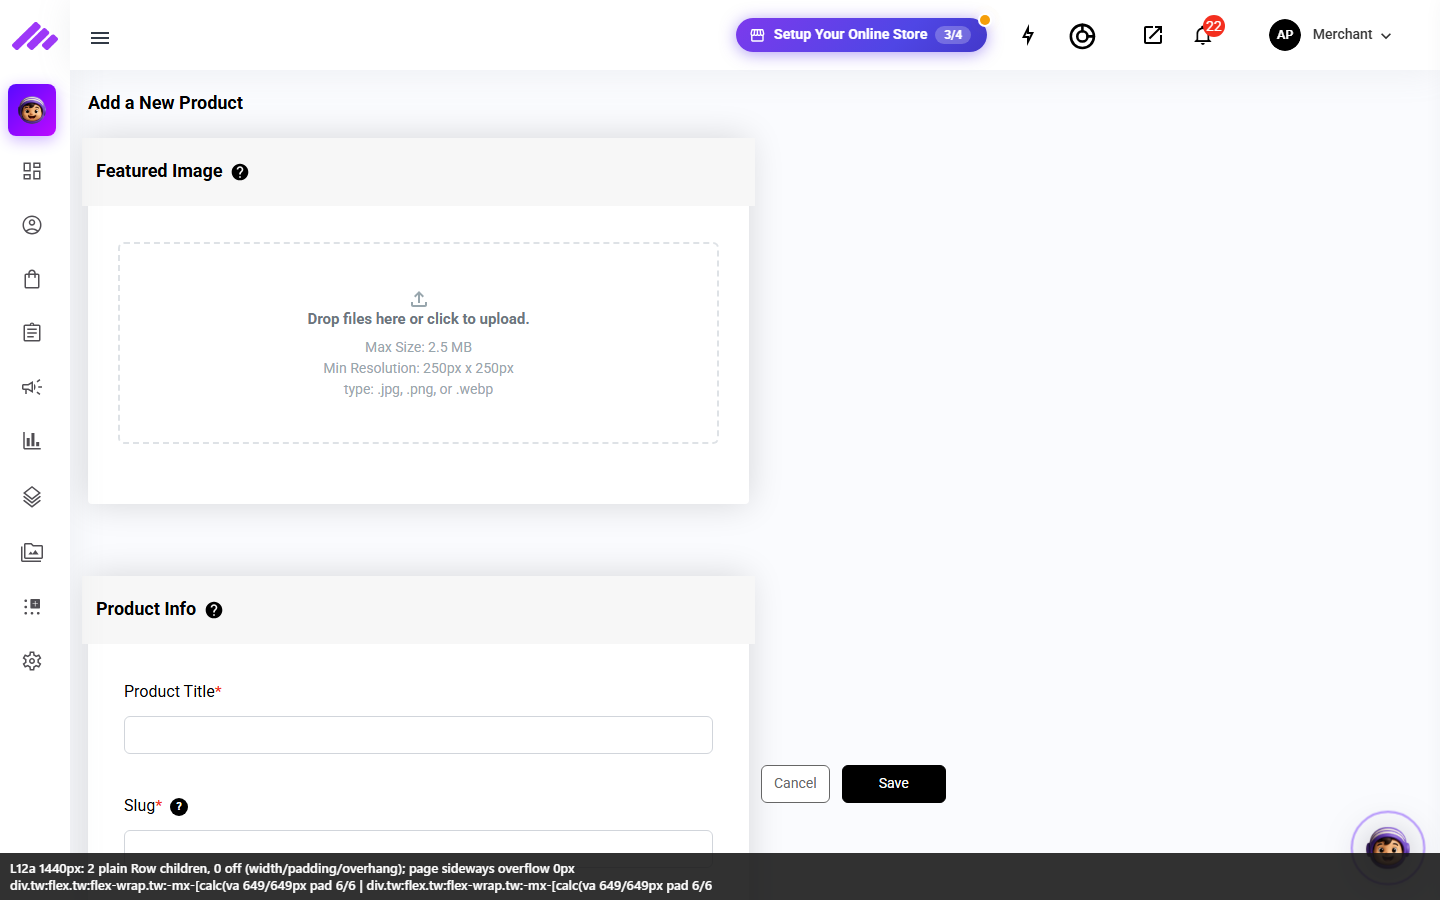 Setup Your Online Store 3/4
22
AP Merchant
Add a New Product
Featured Image ?
Drop files here or click to upload.
Max Size: 2.5 MB
Min Resolution: 250px x 250px
type: .jpg, .png, or .webp
Product Info ?
Product Title*
Cancel Save
Slug* ?
L12a 1440px: 2 plain Row children, 0 off (width/padding/overhang); page sideways overflow 0px
div.tw:flex.tw:flex-wrap.tw:-mx-[calc(va 649/649px pad 6/6 | div.tw:flex.tw:flex-wrap.tw:-mx-[calc(va 649/649px pad 6/6